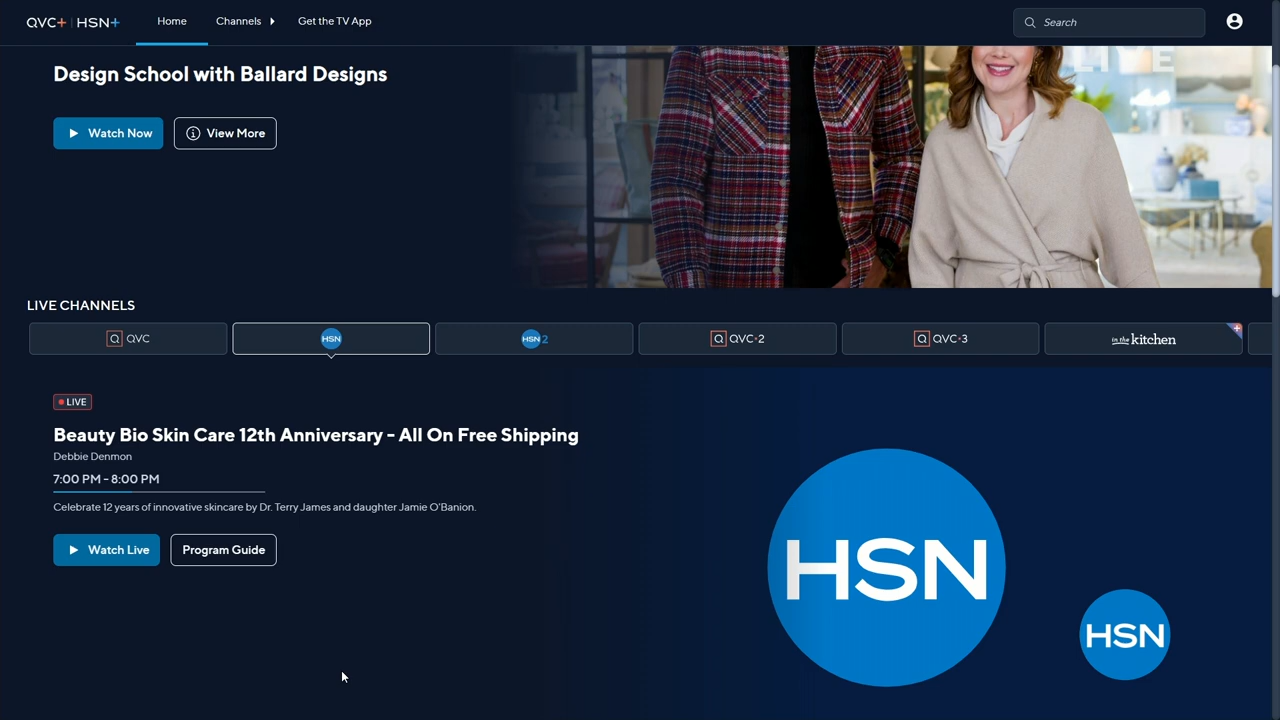 QVC+ | HSN+
Home
Channels
Get the TV App
Search
LIVE
Design School with Ballard Designs
Watch Now
View More
LIVE CHANNELS
QVC
HSN
HSN 2
QVC·2
QVC·3
in the kitchen
LIVE
Beauty Bio Skin Care 12th Anniversary - All On Free Shipping
Debbie Denmon
7:00 PM - 8:00 PM
Celebrate 12 years of innovative skincare by Dr. Terry James and daughter Jamie O'Banion.
Watch Live
Program Guide
HSN
HSN